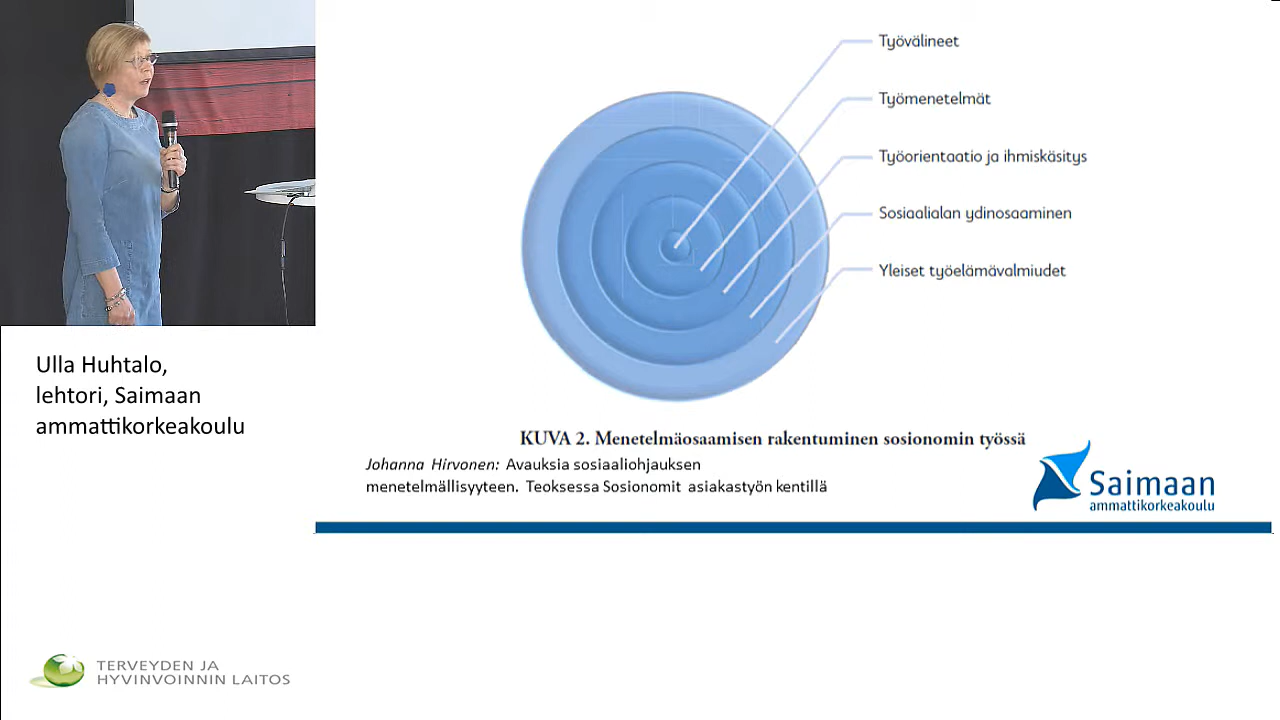 Työvälineet
Työmenetelmät
Työorientaatio ja ihmiskäsitys
Sosiaalialan ydinosaaminen
Yleiset työelämävalmiudet
KUVA 2. Menetelmäosaamisen rakentuminen sosionomin työssä
Johanna Hirvonen: Avauksia sosiaaliohjauksen
menetelmällisyyteen. Teoksessa Sosionomit asiakastyön kentillä
Saimaan
ammattikorkeakoulu
Ulla Huhtalo,
lehtori, Saimaan
ammattikorkeakoulu
TERVEYDEN JA
HYVINVOINNIN LAITOS